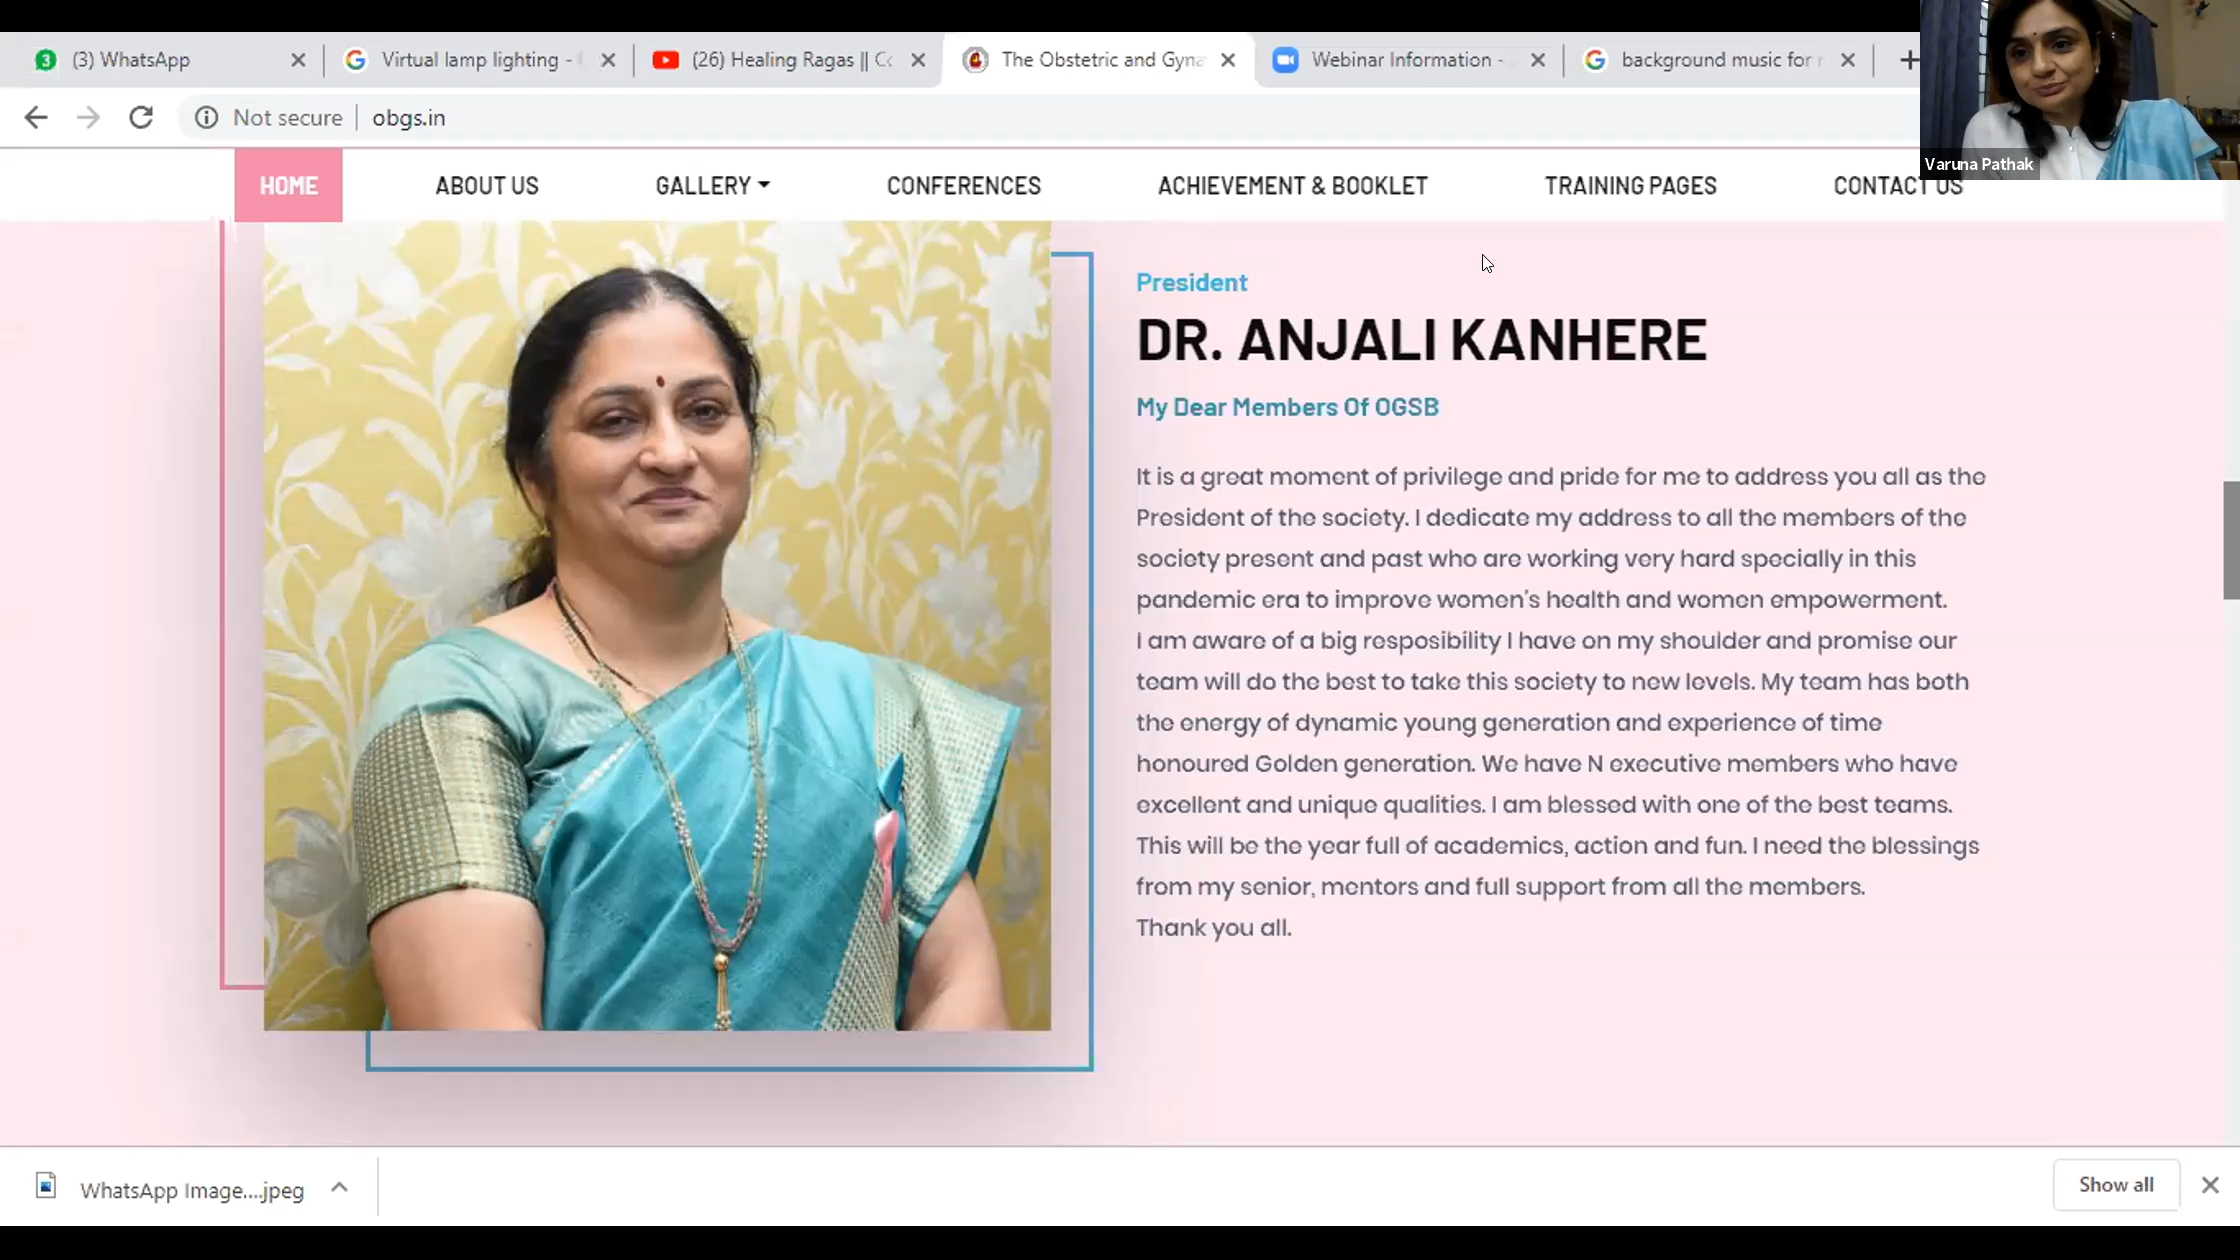 (3) WhatsApp
Virtual lamp lighting -
(26) Healing Ragas ||
The Obstetric and Gyna
Webinar Information -
background music for
Not secure
obgs.in
Varuna Pathak
HOME
ABOUT US
GALLERY
CONFERENCES
ACHIEVEMENT & BOOKLET
TRAINING PAGES
CONTACT US
President
DR. ANJALI KANHERE
My Dear Members Of OGSB
It is a great moment of privilege and pride for me to address you all as the
President of the society. I dedicate my address to all the members of the
society present and past who are working very hard specially in this
pandemic era to improve women's health and women empowerment.
I am aware of a big resposibility I have on my shoulder and promise our
team will do the best to take this society to new levels. My team has both
the energy of dynamic young generation and experience of time
honoured Golden generation. We have N executive members who have
excellent and unique qualities. I am blessed with one of the best teams.
This will be the year full of academics, action and fun. I need the blessings
from my senior, mentors and full support from all the members.
Thank you all.
WhatsApp Image....jpeg
Show all